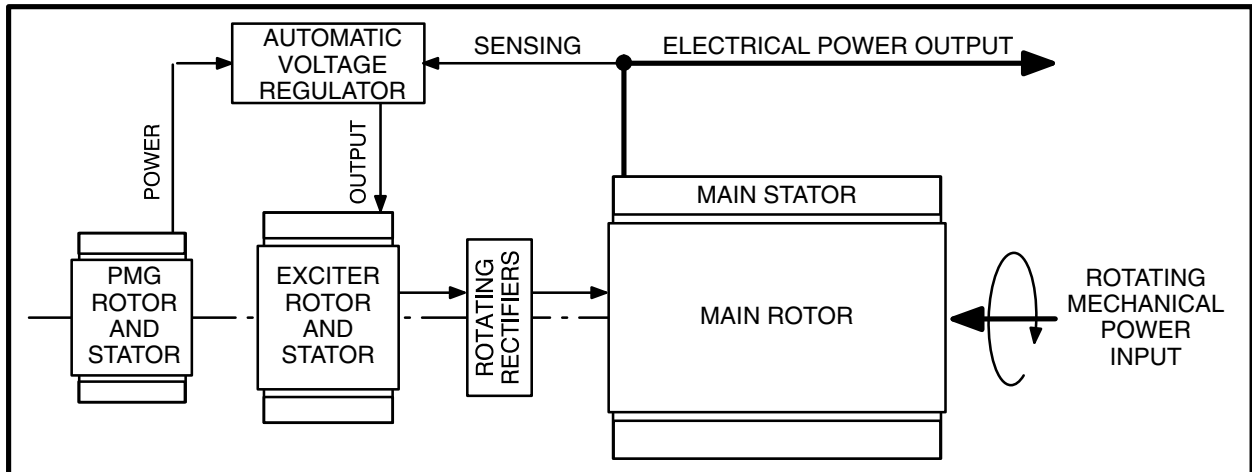 AUTOMATIC
VOLTAGE
REGULATOR
SENSING
ELECTRICAL POWER OUTPUT
POWER
OUTPUT
MAIN STATOR
PMG
ROTOR
AND
STATOR
EXCITER
ROTOR
AND
STATOR
ROTATING
RECTIFIERS
MAIN ROTOR
ROTATING
MECHANICAL
POWER
INPUT